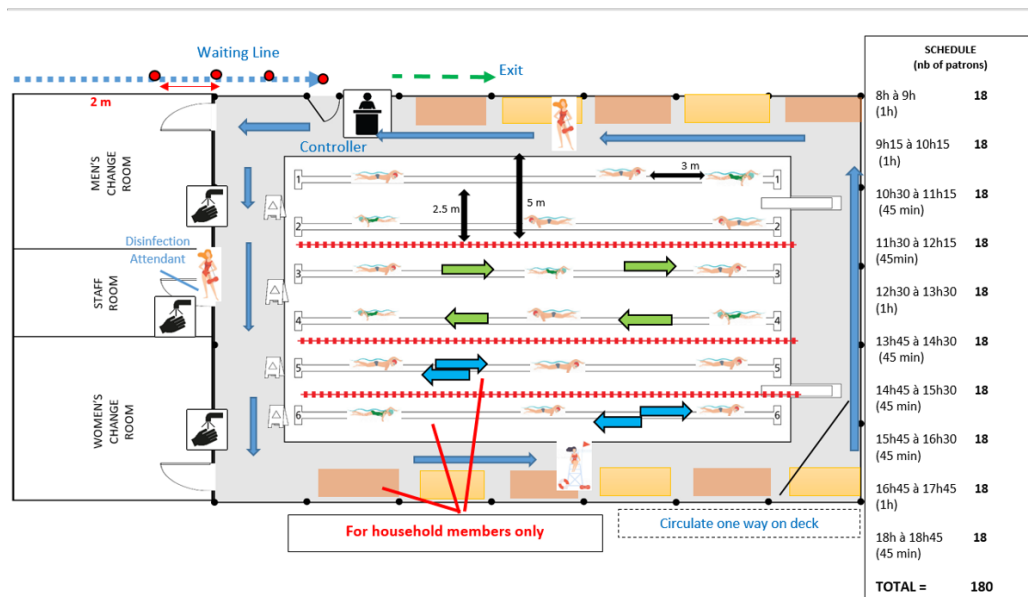 Waiting Line
Exit
2 m
Controller
MEN'S
CHANGE
ROOM
Disinfection
Attendant
STAFF
ROOM
WOMEN'S
CHANGE
ROOM
1
3 m
1
2.5 m
5 m
2
2
3
3
4
4
5
5
6
6
For household members only
Circulate one way on deck
SCHEDULE
(nb of patrons)
8h à 9h 18
(1h)
9h15 à 10h15 18
(1h)
10h30 à 11h15 18
(45 min)
11h30 à 12h15 18
(45min)
12h30 à 13h30 18
(1h)
13h45 à 14h30 18
(45 min)
14h45 à 15h30 18
(45 min)
15h45 à 16h30 18
(45 min)
16h45 à 17h45 18
(1h)
18h à 18h45 18
(45 min)
TOTAL = 180